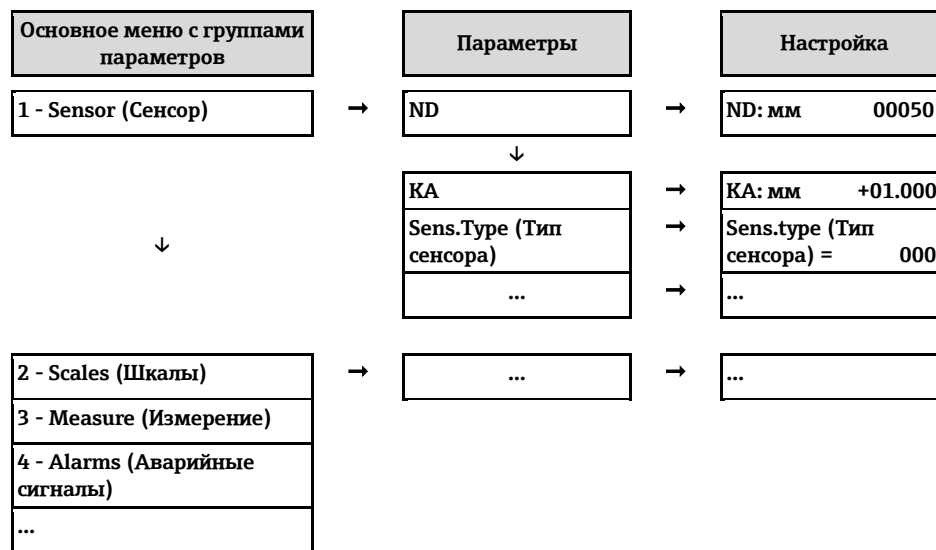 Основное меню с группами
параметров
Параметры
Настройка
1 - Sensor (Сенсор)
→
ND
→
ND: мм 00050
↓
KA
→
KA: мм +01.000
↓
Sens.Type (Тип
сенсора)
→
Sens.type (Тип
сенсора) = 000
...
→
...
2 - Scales (Шкалы)
→
...
→
...
3 - Measure (Измерение)
4 - Alarms (Аварийные
сигналы)
...